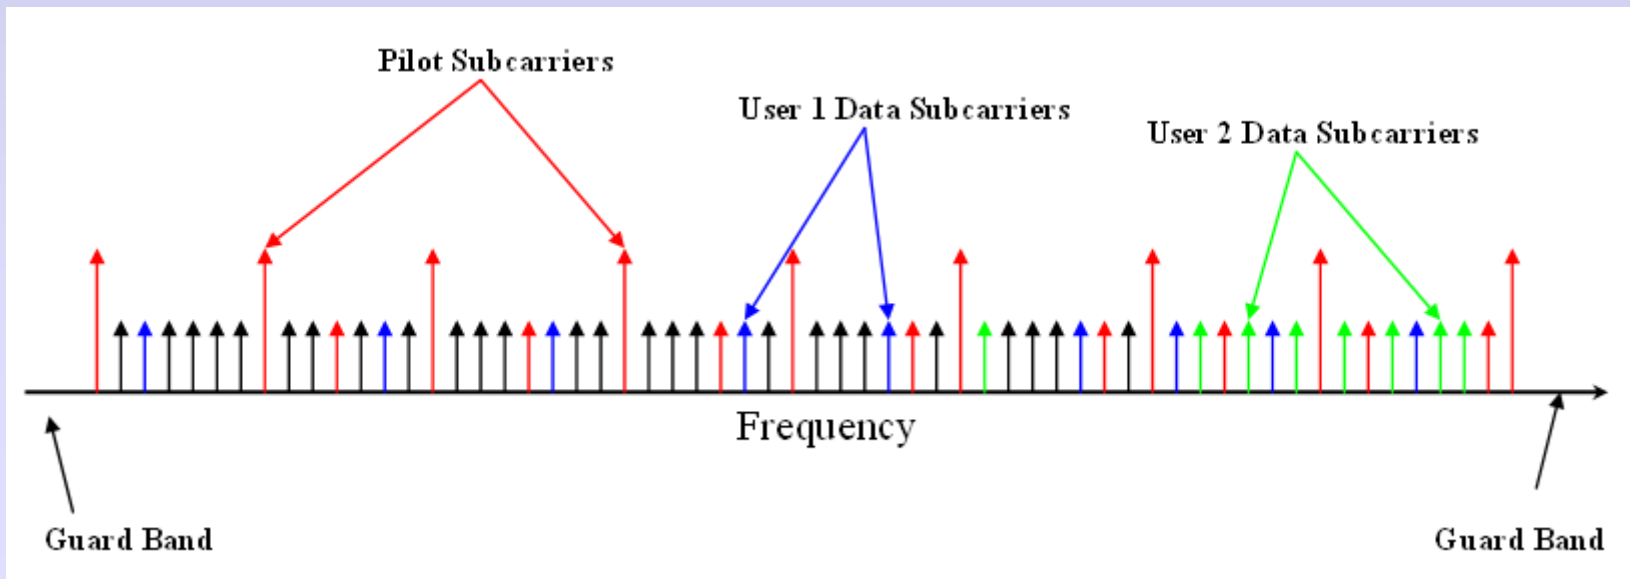 Pilot Subcarriers
User 1 Data Subcarriers
User 2 Data Subcarriers
Frequency
Guard Band
Guard Band